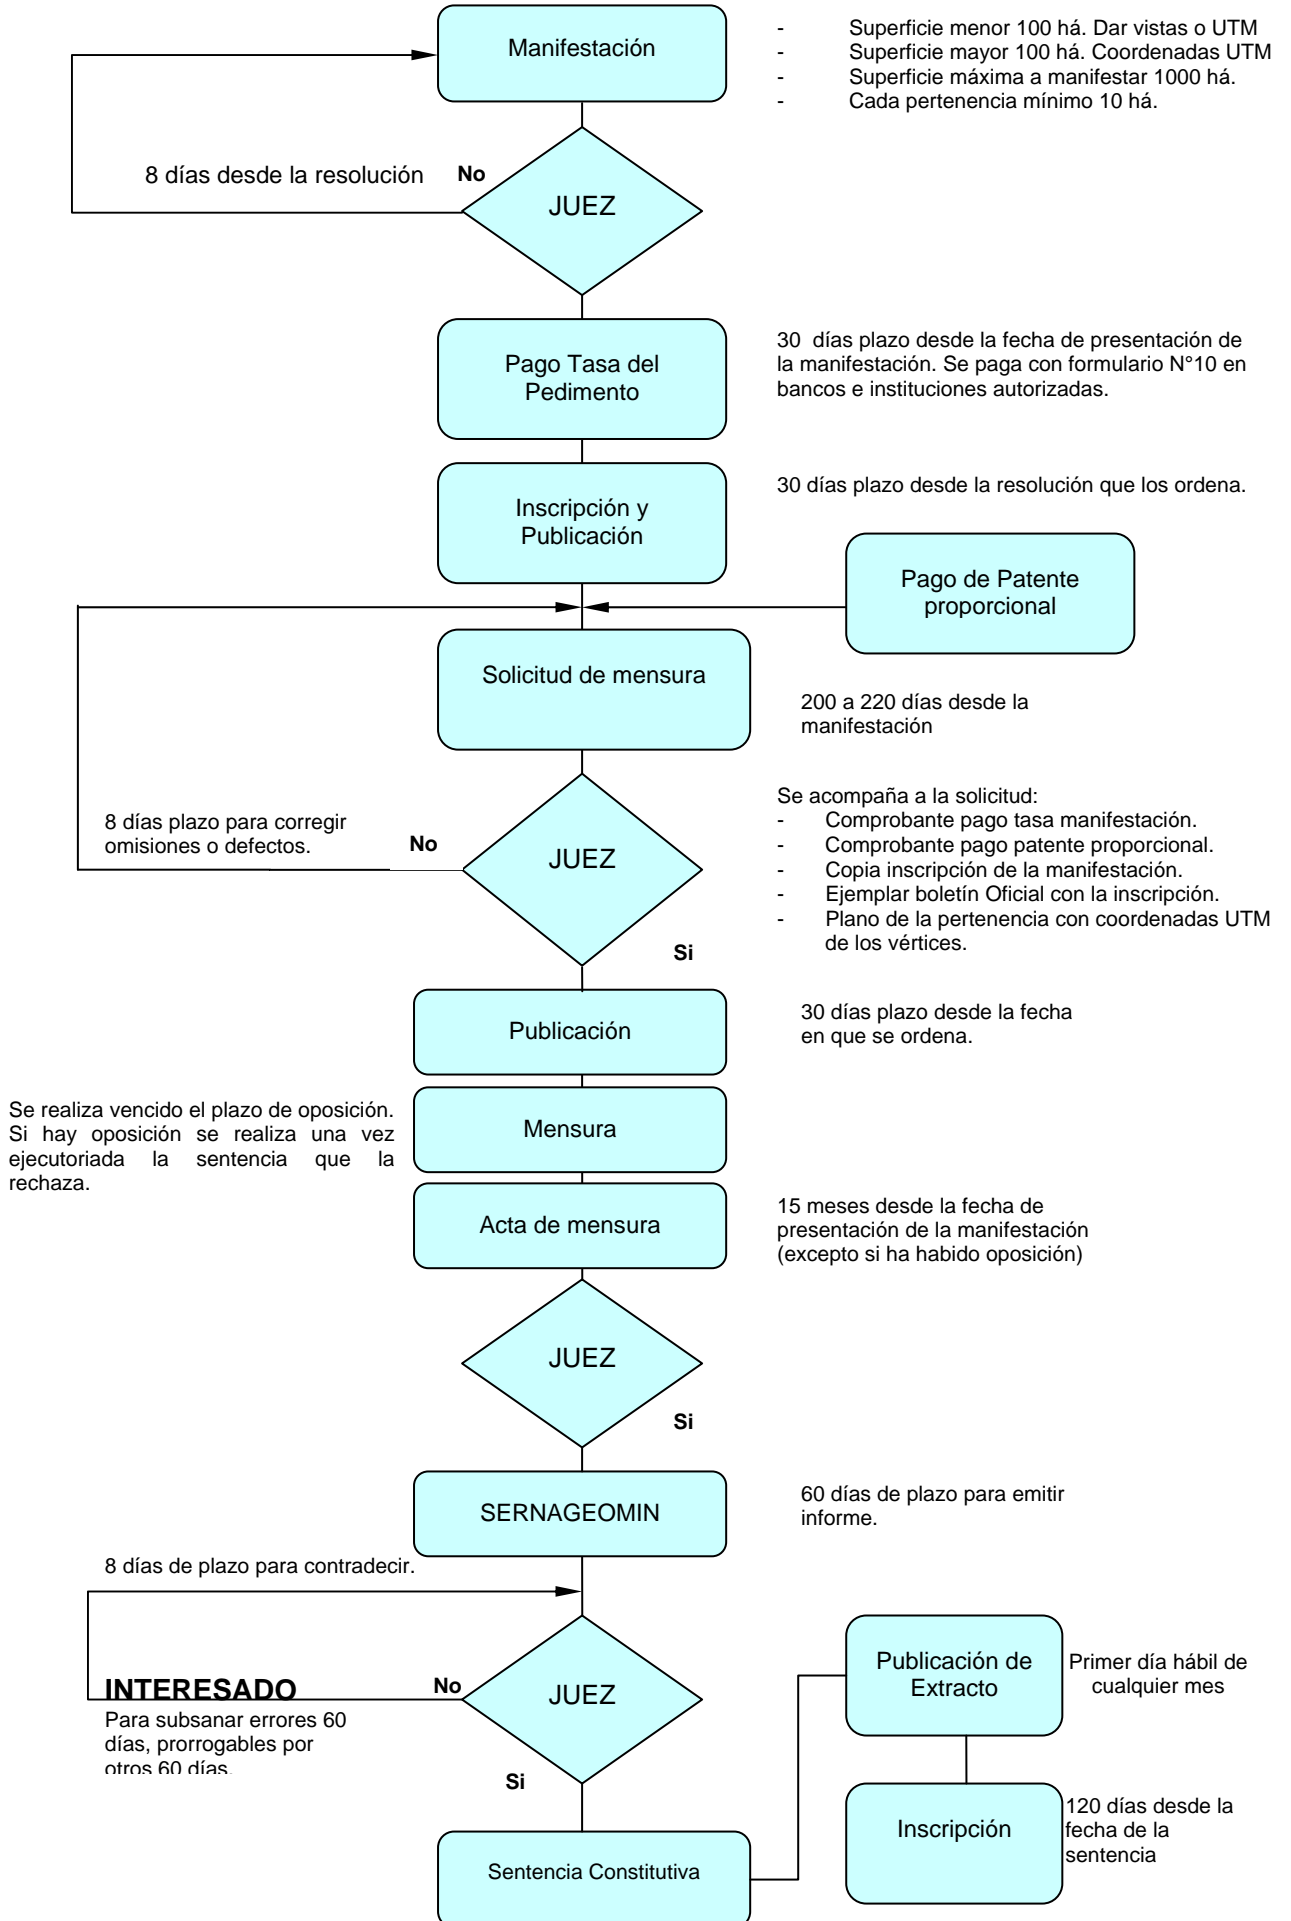 Manifestación
- Superficie menor 100 há. Dar vistas o UTM
- Superficie mayor 100 há. Coordenadas UTM
- Superficie máxima a manifestar 1000 há.
- Cada pertenencia mínimo 10 há.
8 días desde la resolución
No
JUEZ
Pago Tasa del
Pedimento
30 días plazo desde la fecha de presentación de
la manifestación. Se paga con formulario N°10 en
bancos e instituciones autorizadas.
Inscripción y
Publicación
30 días plazo desde la resolución que los ordena.
Pago de Patente
proporcional
Solicitud de mensura
200 a 220 días desde la
manifestación
8 días plazo para corregir
omisiones o defectos.
No
JUEZ
Si
Se acompaña a la solicitud:
- Comprobante pago tasa manifestación.
- Comprobante pago patente proporcional.
- Copia inscripción de la manifestación.
- Ejemplar boletín Oficial con la inscripción.
- Plano de la pertenencia con coordenadas UTM
de los vértices.
Publicación
30 días plazo desde la fecha
en que se ordena.
Se realiza vencido el plazo de oposición.
Si hay oposición se realiza una vez
ejecutoriada la sentencia que la
rechaza.
Mensura
Acta de mensura
15 meses desde la fecha de
presentación de la manifestación
(excepto si ha habido oposición)
JUEZ
Si
SERNAGEOMIN
60 días de plazo para emitir
informe.
8 días de plazo para contradecir.
INTERESADO
Para subsanar errores 60
días, prorrogables por
otros 60 días.
No
JUEZ
Si
Publicación de
Extracto
Primer día hábil de
cualquier mes
Inscripción
120 días desde la
fecha de la
sentencia
Sentencia Constitutiva